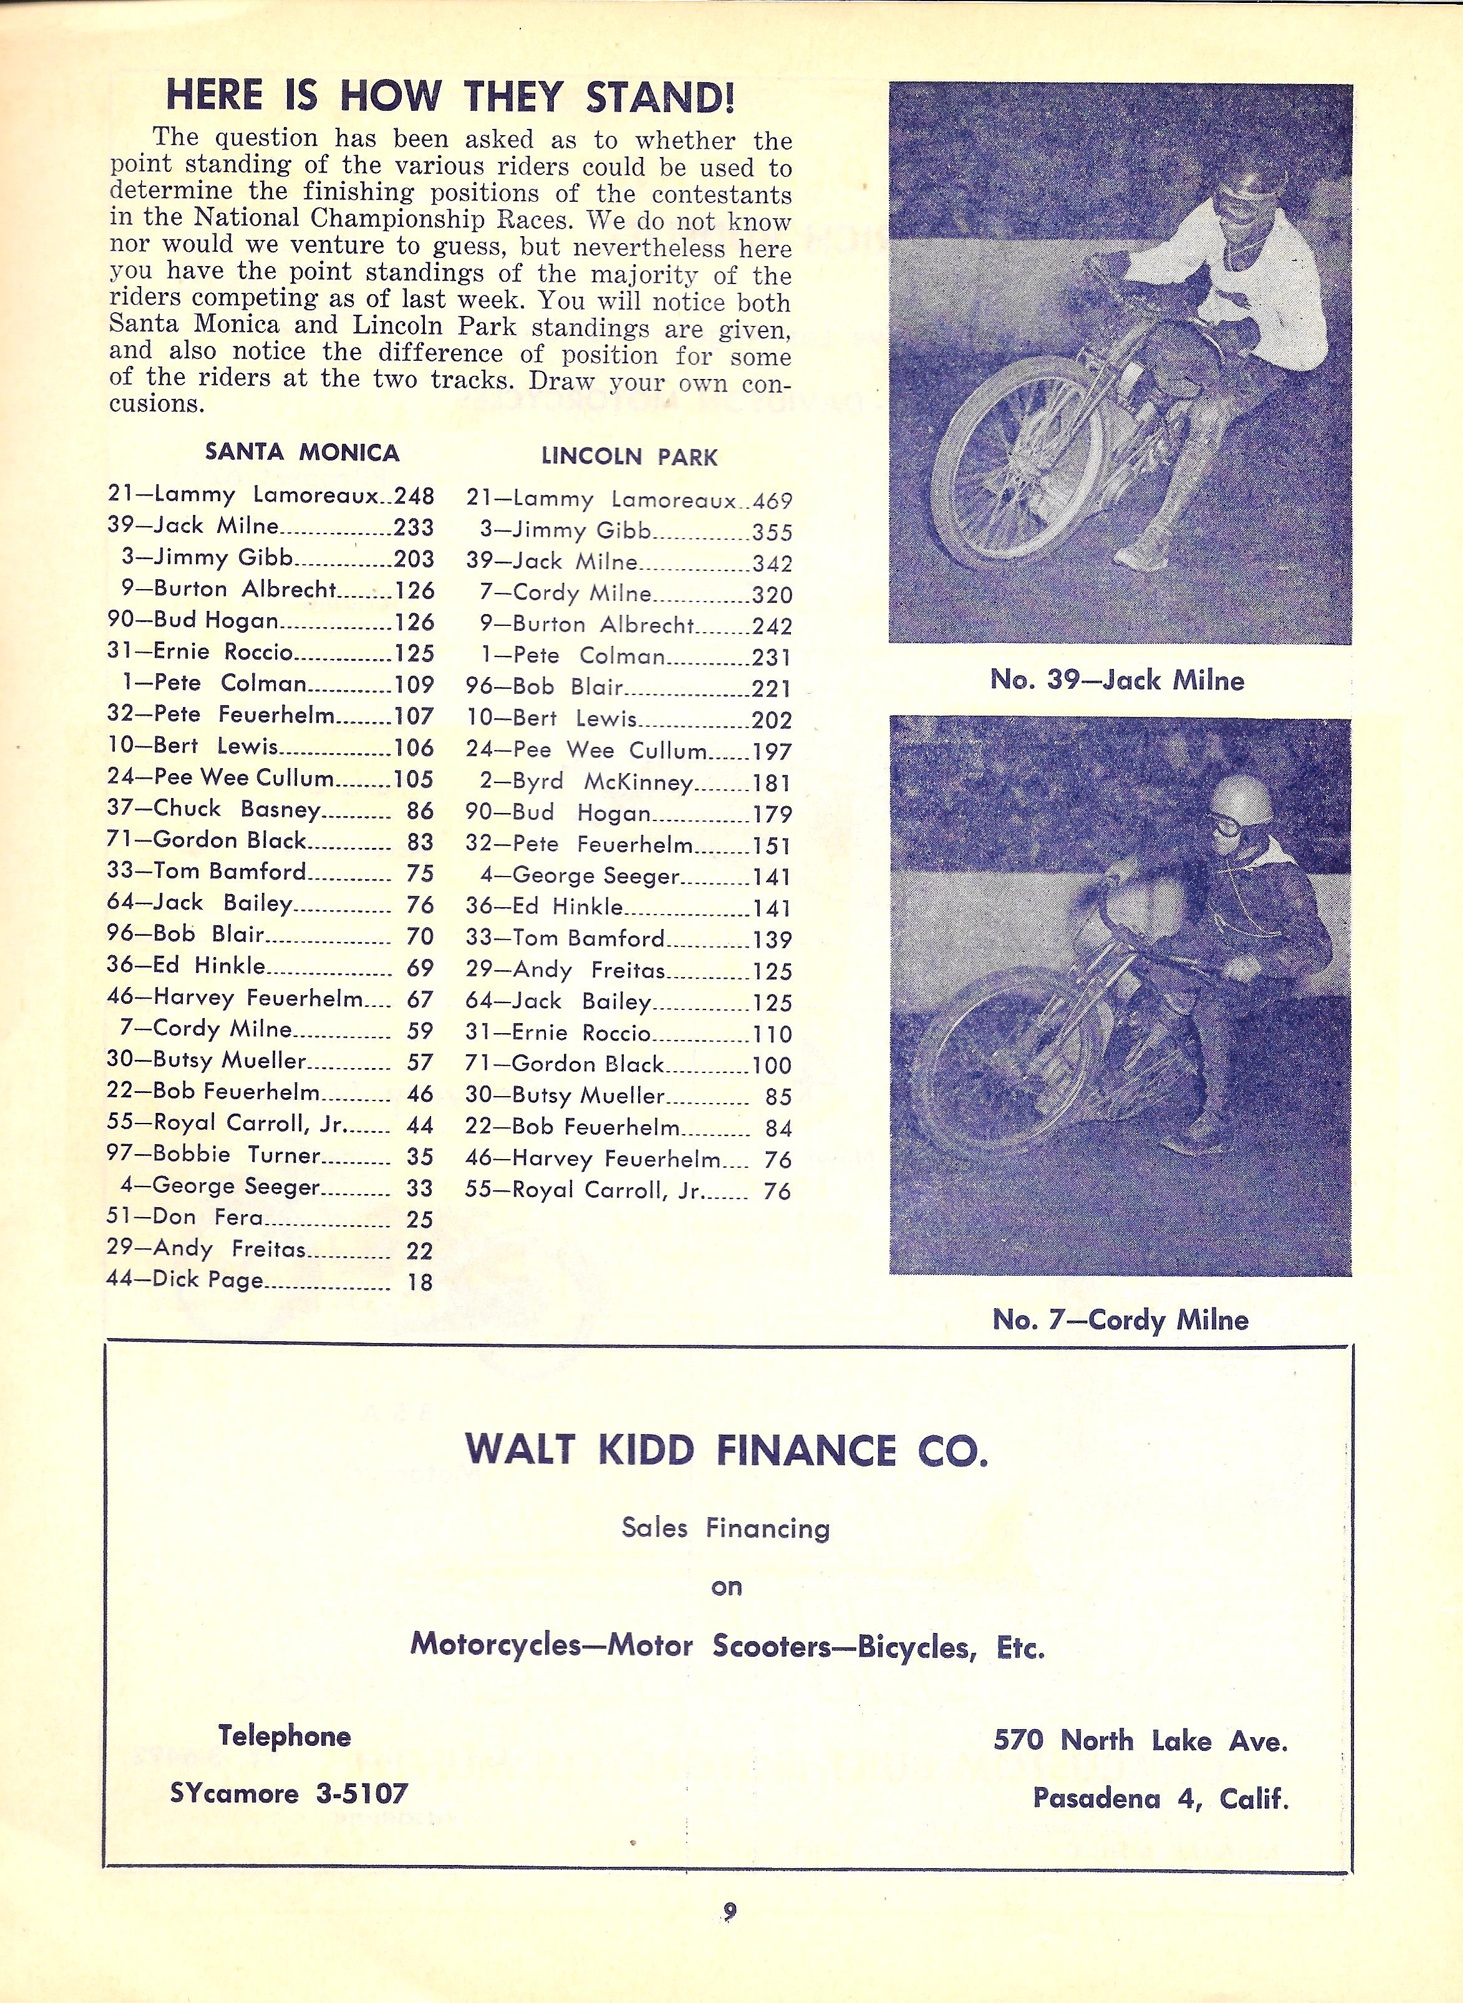 HERE IS HOW THEY STAND!
The question has been asked as to whether the
point standing of the various riders could be used to
determine the finishing positions of the contestants
in the National Championship Races. We do not know
nor would we venture to guess, but nevertheless here
you have the point standings of the majority of the
riders competing as of last week. You will notice both
Santa Monica and Lincoln Park standings are given,
and also notice the difference of position for some
of the riders at the two tracks. Draw your own con-
cusions.
SANTA MONICA
21—Lammy Lamoreaux..248
39—Jack Milne................233
3—Jimmy Gibb..............203
9—Burton Albrecht........126
90—Bud Hogan................126
31—Ernie Roccio..............125
1—Pete Colman............109
32—Pete Feuerhelm........107
10—Bert Lewis................106
24—Pee Wee Cullum........105
37—Chuck Basney.......... 86
71—Gordon Black............ 83
33—Tom Bamford............ 75
64—Jack Bailey.............. 76
96—Bob Blair.................. 70
36—Ed Hinkle.................. 69
46—Harvey Feuerhelm.... 67
7—Cordy Milne.............. 59
30—Butsy Mueller............ 57
22—Bob Feuerhelm.......... 46
55—Royal Carroll, Jr....... 44
97—Bobbie Turner.......... 35
4—George Seeger.......... 33
51—Don Fera.................. 25
29—Andy Freitas............ 22
44—Dick Page.................. 18
LINCOLN PARK
21—Lammy Lamoreaux..469
3—Jimmy Gibb..............355
39—Jack Milne................342
7—Cordy Milne..............320
9—Burton Albrecht........242
1—Pete Colman............231
96—Bob Blair..................221
10—Bert Lewis................202
24—Pee Wee Cullum......197
2—Byrd McKinney........181
90—Bud Hogan..............179
32—Pete Feuerhelm........151
4—George Seeger..........141
36—Ed Hinkle..................141
33—Tom Bamford............139
29—Andy Freitas............125
64—Jack Bailey..............125
31—Ernie Roccio..............110
71—Gordon Black............100
30—Butsy Mueller............ 85
22—Bob Feuerhelm.......... 84
46—Harvey Feuerhelm.... 76
55—Royal Carroll, Jr....... 76
No. 39—Jack Milne
No. 7—Cordy Milne
WALT KIDD FINANCE CO.
Sales Financing
on
Motorcycles—Motor Scooters—Bicycles, Etc.
Telephone
SYcamore 3-5107
570 North Lake Ave.
Pasadena 4, Calif.
9